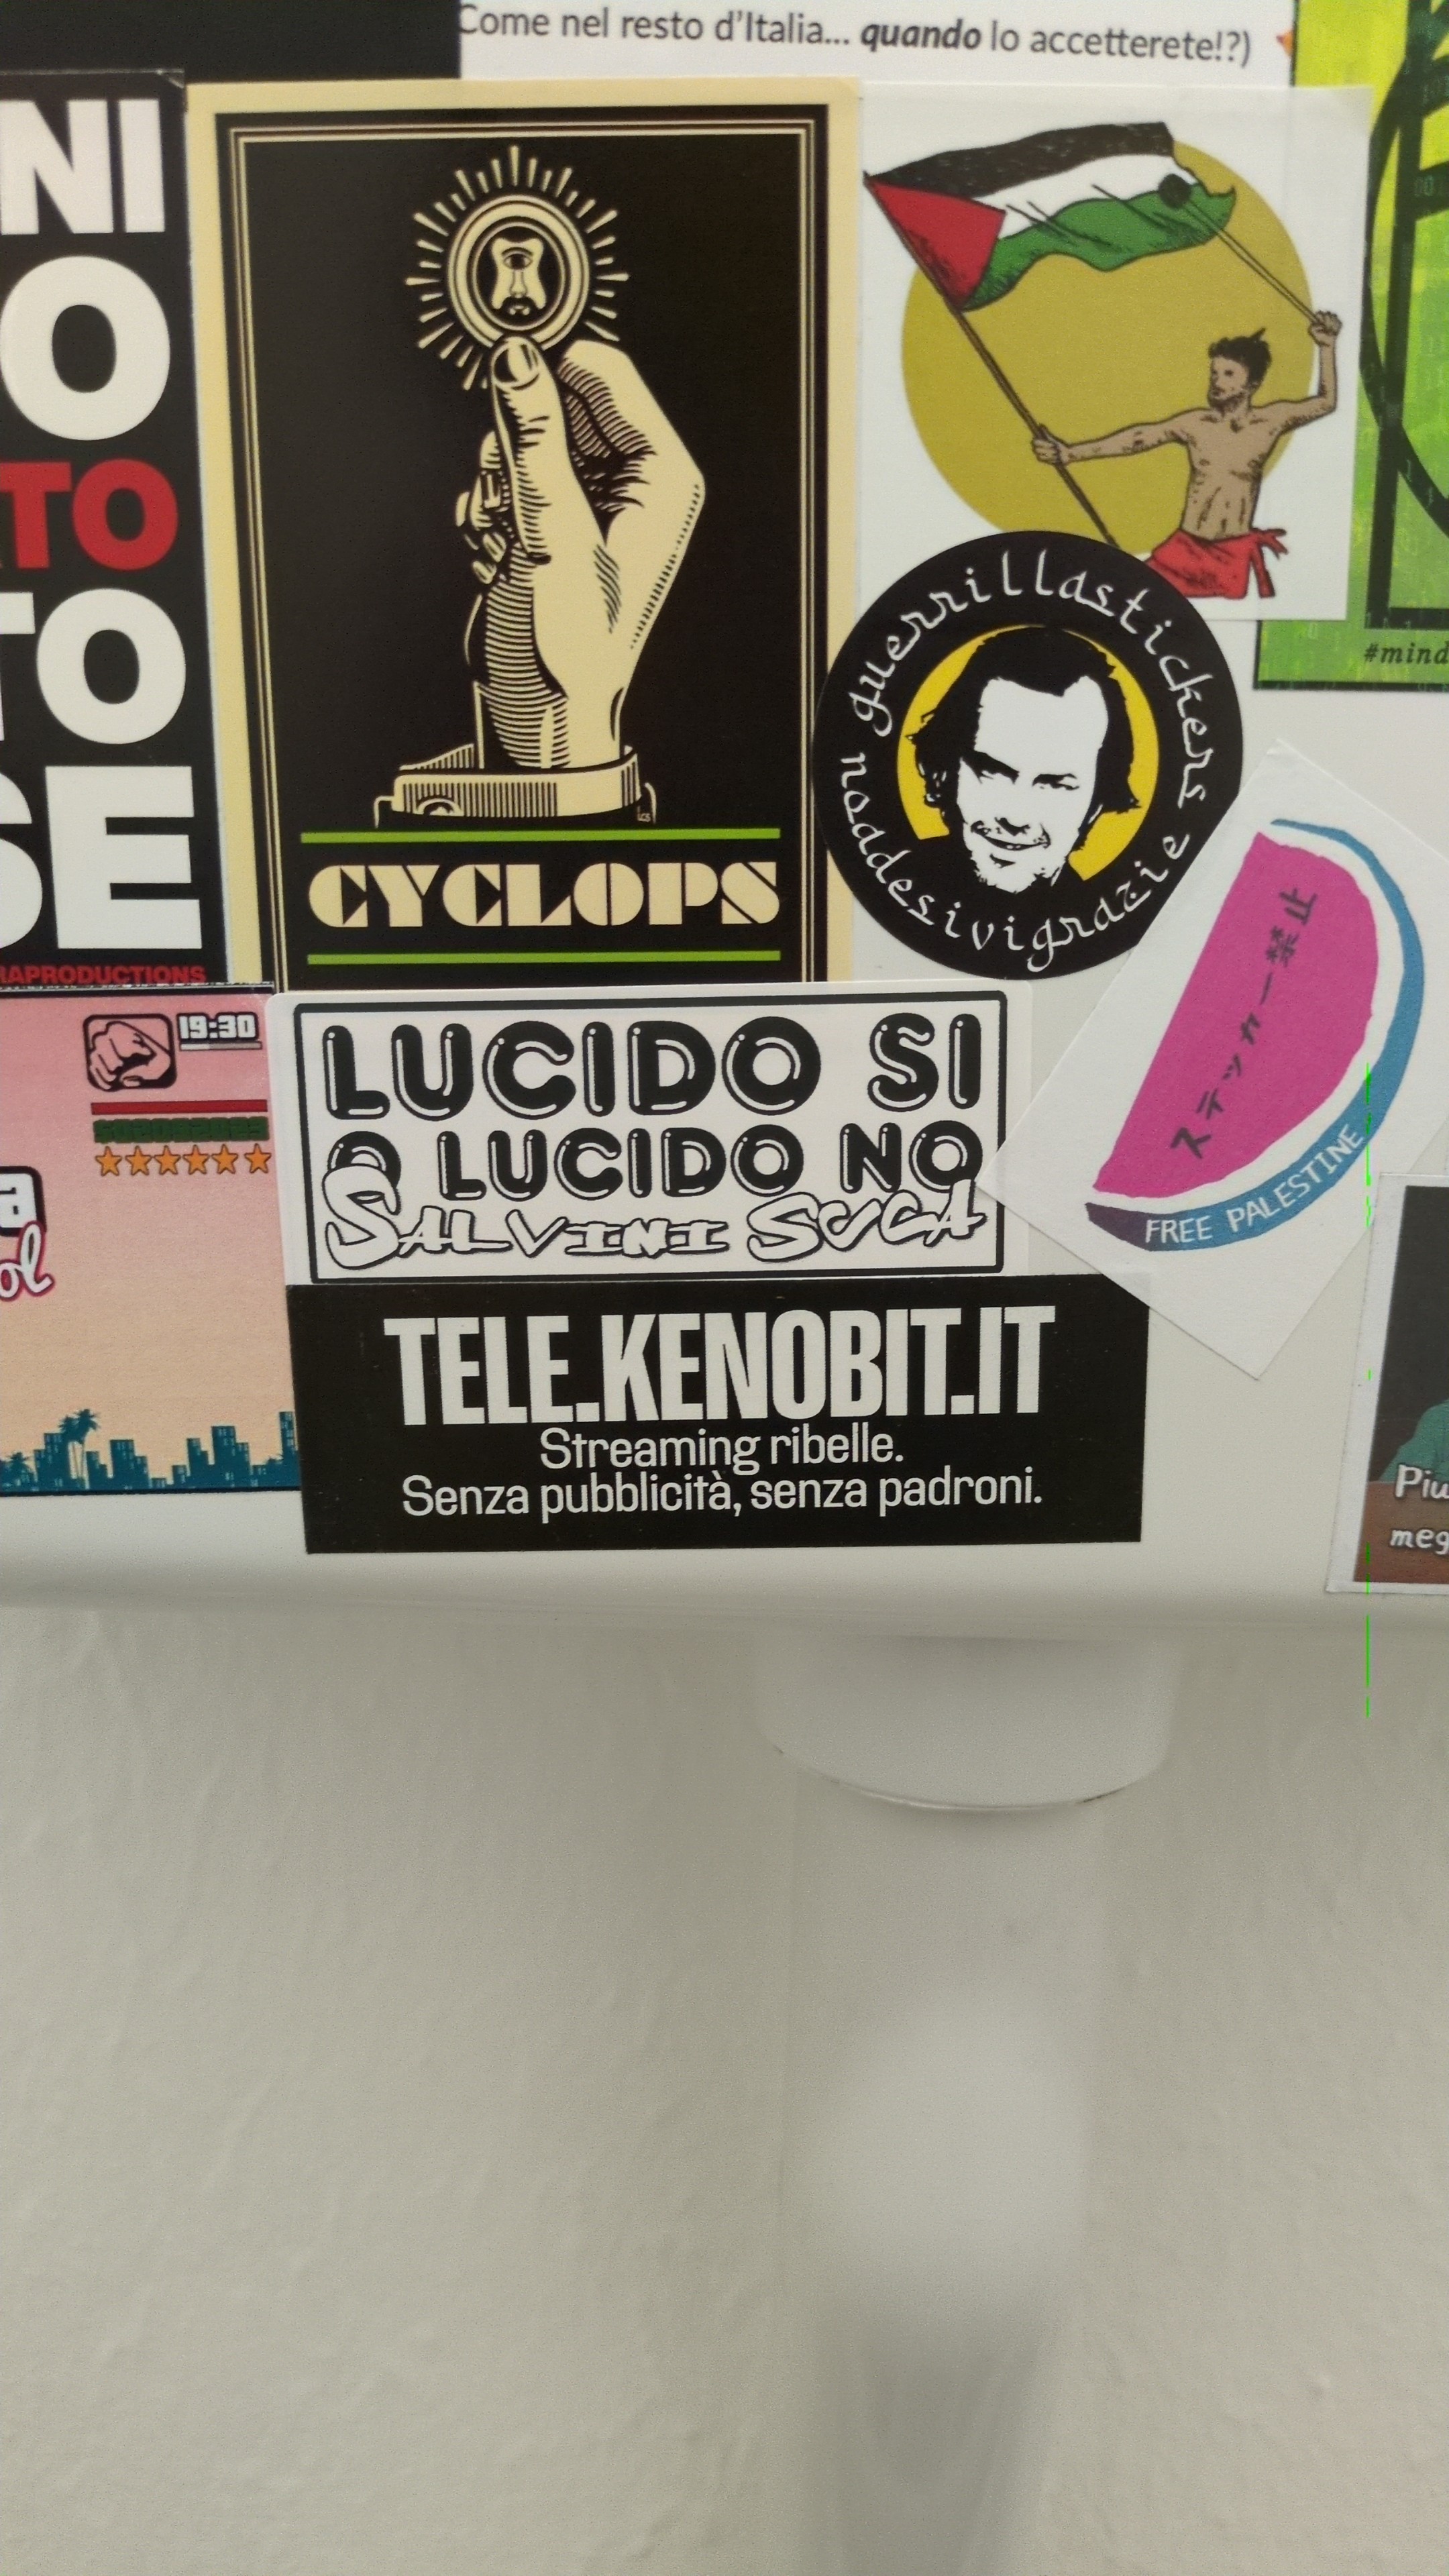 Come nel resto d'Italia... quando lo accetterete!?)
NI
O
TO
TO
SE
RAPRODUCTIONS
CYCLOPS
guerrillastickers
noadesivigrazie
#mind
ステッカー禁止
FREE PALESTINE
19:30
a
ol
LUCIDO SI
O LUCIDO NO
SALVINI SUCA
TELE.KENOBIT.IT
Streaming ribelle.
Senza pubblicità, senza padroni.
Piu
meg